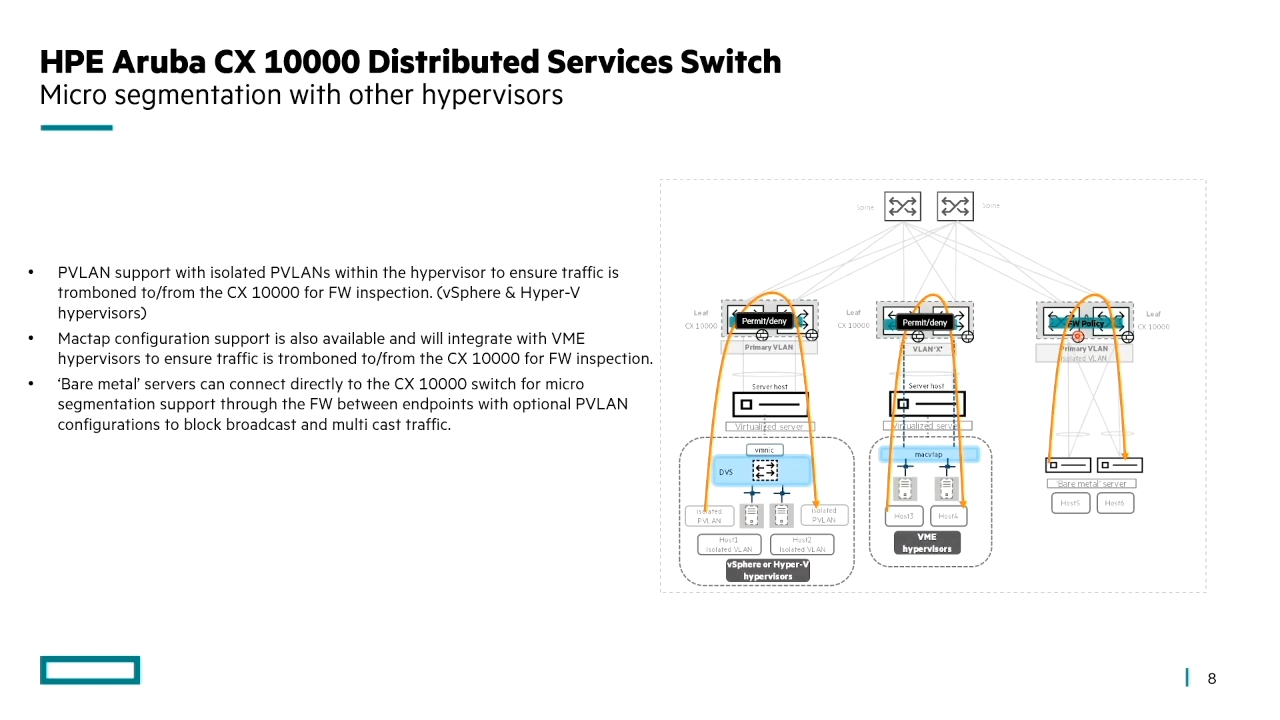 HPE Aruba CX 10000 Distributed Services Switch
Micro segmentation with other hypervisors
• PVLAN support with isolated PVLANs within the hypervisor to ensure traffic is
tromboned to/from the CX 10000 for FW inspection. (vSphere & Hyper-V
hypervisors)
• Mactap configuration support is also available and will integrate with VME
hypervisors to ensure traffic is tromboned to/from the CX 10000 for FW inspection.
• ‘Bare metal’ servers can connect directly to the CX 10000 switch for micro
segmentation support through the FW between endpoints with optional PVLAN
configurations to block broadcast and multi cast traffic.
Spine
Spine
Leaf
CX 10000
Permit/deny
Primary VLAN
Server host
Virtualized server
vmnic
DVS
Isolated
PVLAN
Isolated
PVLAN
Host1
Isolated VLAN
Host2
Isolated VLAN
vSphere or Hyper-V
hypervisors
Leaf
CX 10000
Permit/deny
VLAN 'X'
Server host
Virtualized server
macvtap
Host3
Host4
VME
hypervisors
FW Policy
Leaf
CX 10000
Primary VLAN
Isolated VLAN
'Bare metal' server
Host5
Host6
8